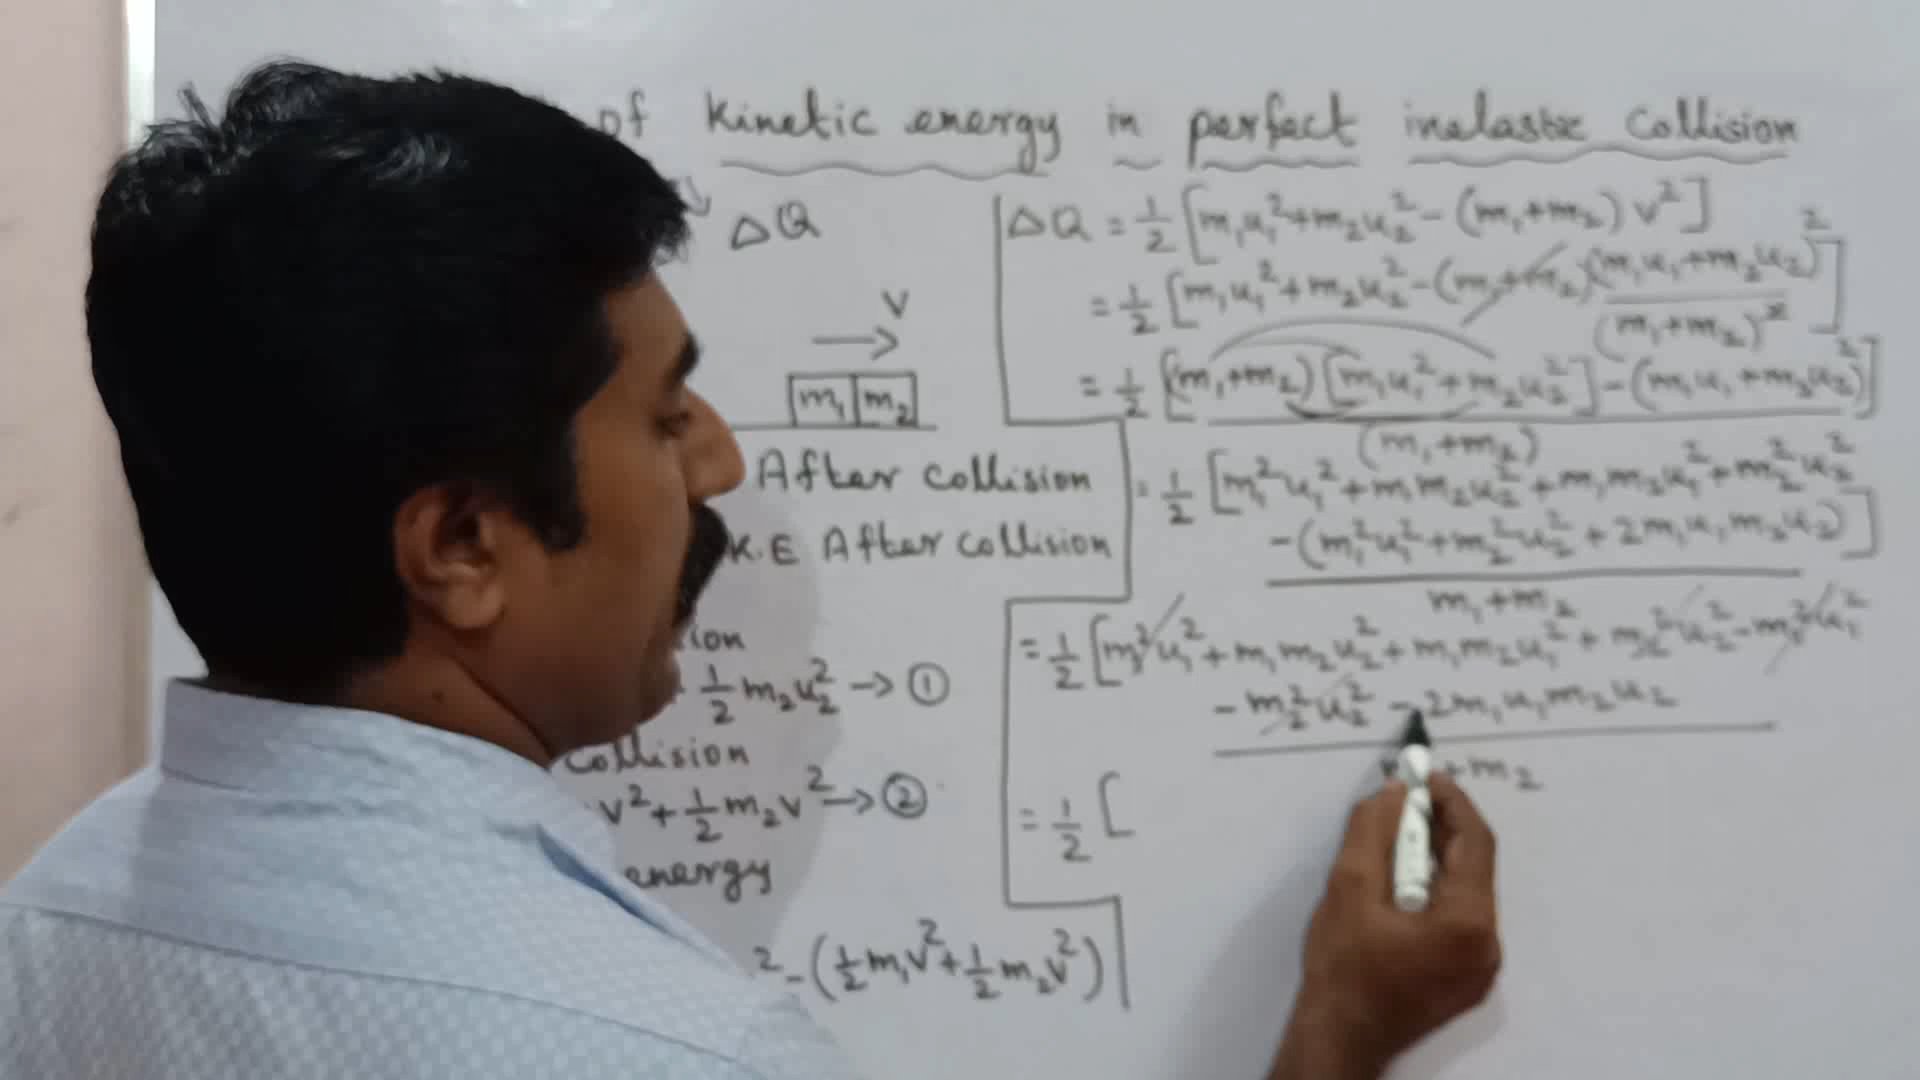 of kinetic energy in perfect inelastic Collision
ΔQ
V
m₁ m₂
After collision
K.E After collision
½ m₂u₂² → ①
collision
v² + ½ m₂v² → ②
energy
² - (½ m₁v² + ½ m₂v²)
ΔQ = ½ [m₁u₁² + m₂u₂² - (m₁+m₂) v²]
= ½ [m₁u₁² + m₂u₂² - (m₁+m₂) (m₁u₁+m₂u₂)² / (m₁+m₂)²]
= ½ [(m₁+m₂) [m₁u₁² + m₂u₂²] - (m₁u₁ + m₂u₂)²]
(m₁+m₂)
= ½ [m₁²u₁² + m₁m₂u₂² + m₁m₂u₁² + m₂²u₂²
- (m₁²u₁² + m₂²u₂² + 2m₁u₁m₂u₂)]
m₁+m₂
= ½ [m₁²u₁² + m₁m₂u₂² + m₁m₂u₁² + m₂²u₂² - m₁²u₁²
- m₂²u₂² - 2m₁u₁m₂u₂
+m₂
= ½ [